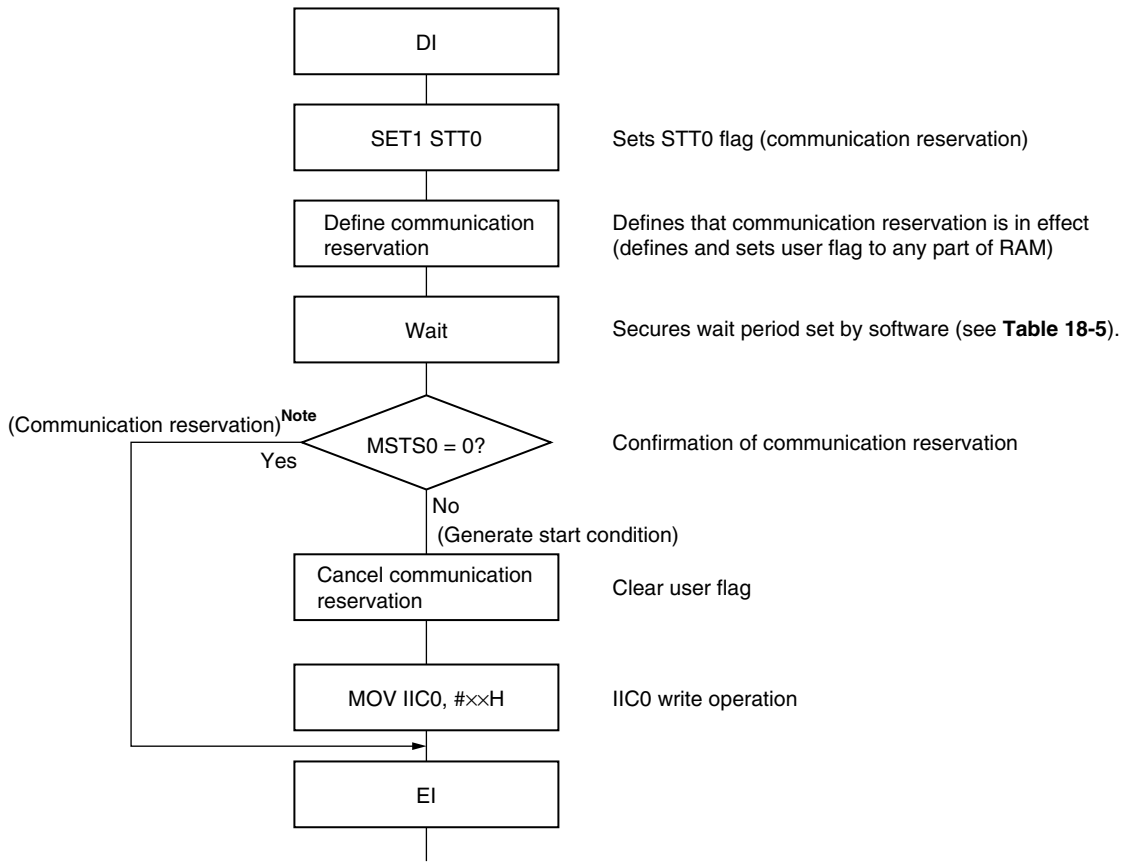 DI
SET1 STT0
Sets STT0 flag (communication reservation)
Define communication
reservation
Defines that communication reservation is in effect
(defines and sets user flag to any part of RAM)
Wait
Secures wait period set by software (see Table 18-5).
(Communication reservation)Note
MSTS0 = 0?
Confirmation of communication reservation
Yes
No
(Generate start condition)
Cancel communication
reservation
Clear user flag
MOV IIC0, #××H
IIC0 write operation
EI